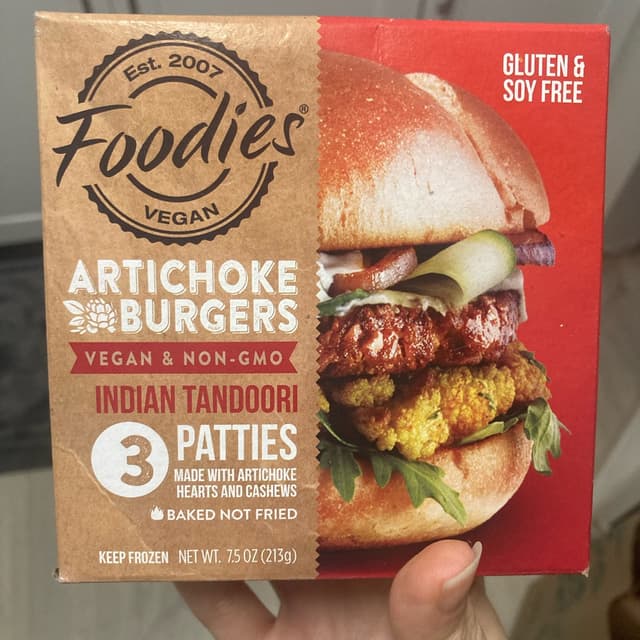 Est. 2007
Foodies®
VEGAN
GLUTEN &
SOY FREE
ARTICHOKE
BURGERS
VEGAN & NON-GMO
INDIAN TANDOORI
3 PATTIES
MADE WITH ARTICHOKE
HEARTS AND CASHEWS
BAKED NOT FRIED
KEEP FROZEN NET WT. 7.5 OZ (213g)